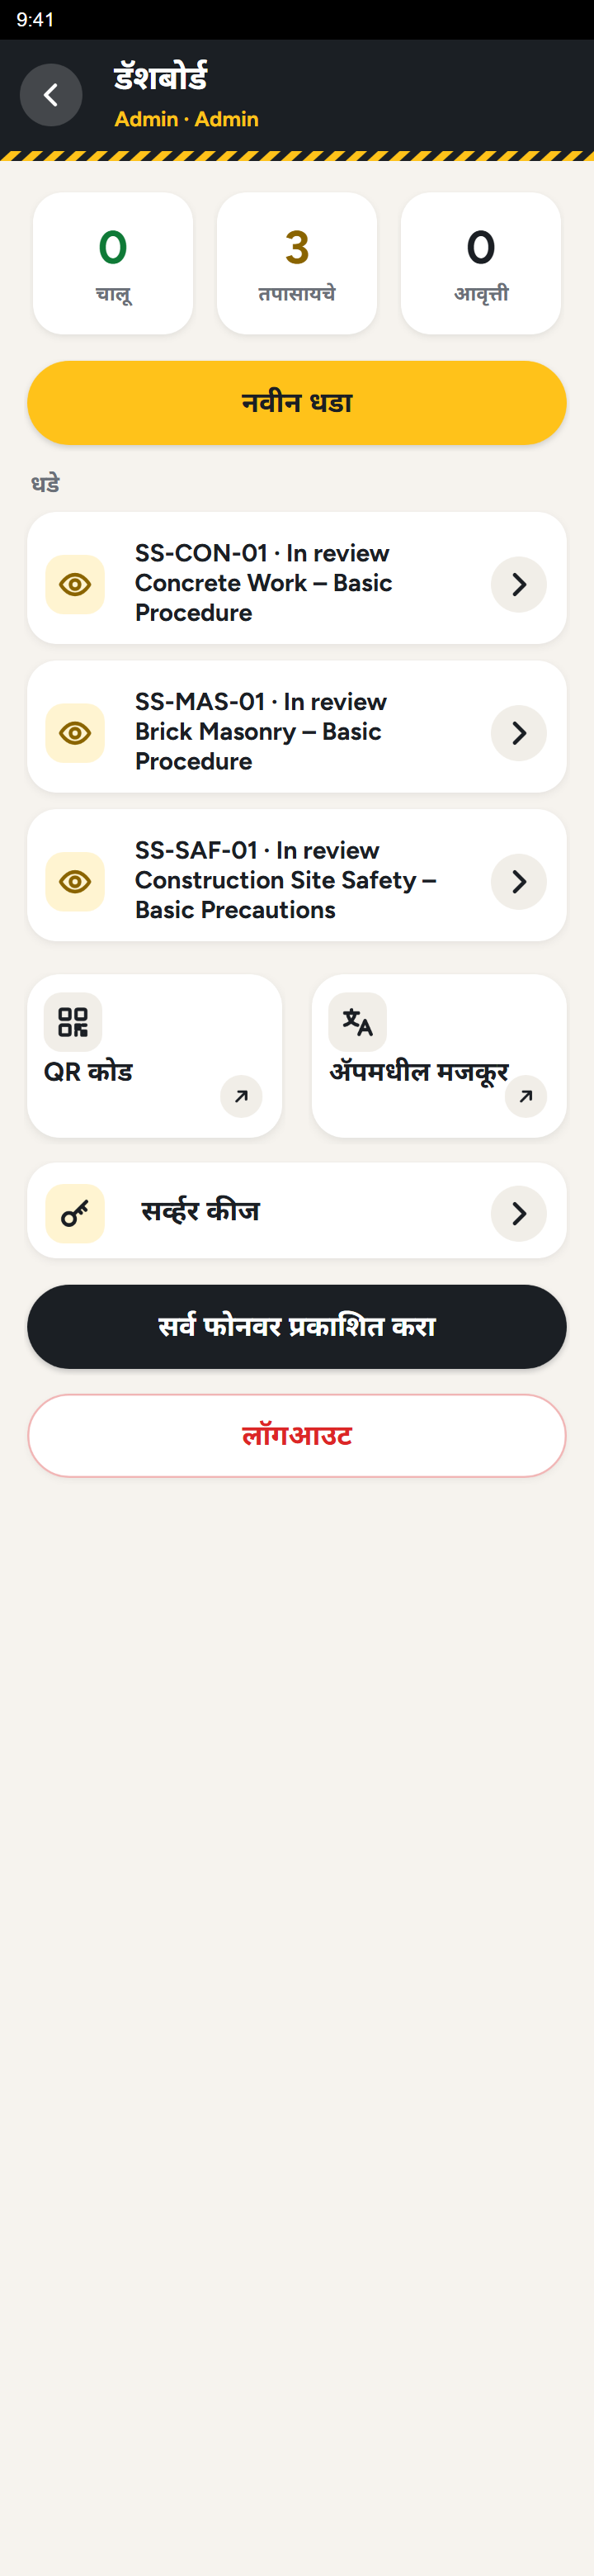 9:41
डॅशबोर्ड
Admin · Admin
0
चालू
3
तपासायचे
0
आवृत्ती
नवीन धडा
धडे
SS-CON-01 · In review
Concrete Work – Basic
Procedure
SS-MAS-01 · In review
Brick Masonry – Basic
Procedure
SS-SAF-01 · In review
Construction Site Safety –
Basic Precautions
QR कोड
ॲपमधील मजकूर
सर्व्हर कीज
सर्व फोनवर प्रकाशित करा
लॉगआउट